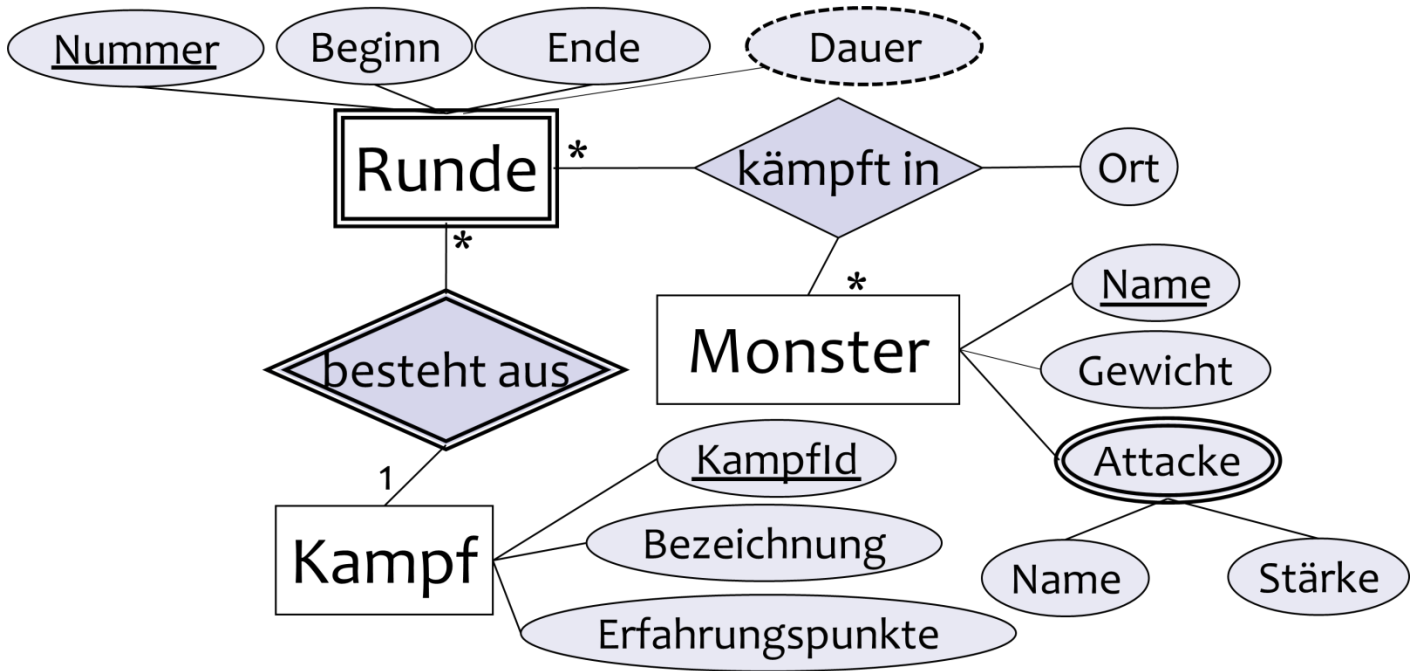 Nummer
Beginn
Ende
Dauer
Runde
*
kämpft in
Ort
*
*
Name
Monster
Gewicht
besteht aus
Attacke
KampfId
1
Bezeichnung
Kampf
Name
Stärke
Erfahrungspunkte